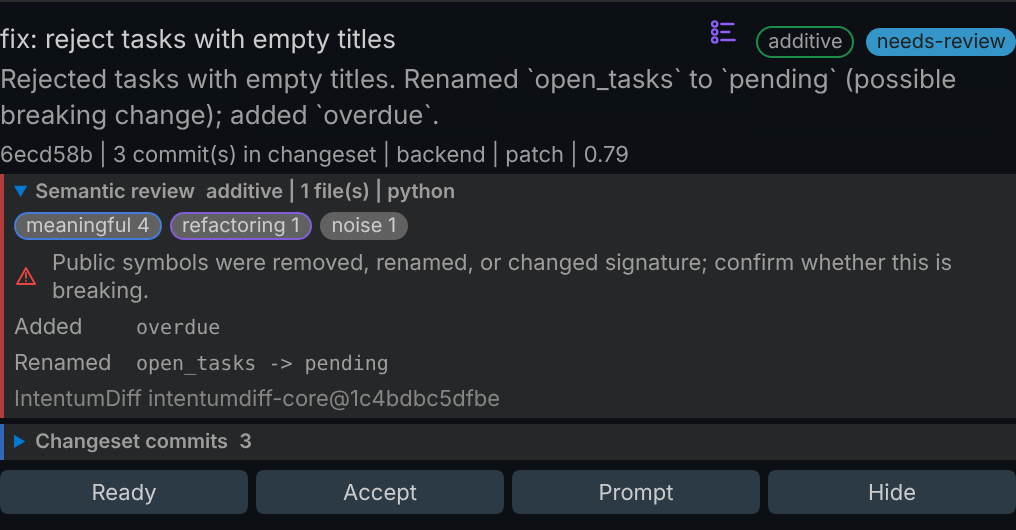 fix: reject tasks with empty titles
additive
needs-review
Rejected tasks with empty titles. Renamed `open_tasks` to `pending` (possible
breaking change); added `overdue`.
6ecd58b | 3 commit(s) in changeset | backend | patch | 0.79
Semantic review additive | 1 file(s) | python
meaningful 4 refactoring 1 noise 1
Public symbols were removed, renamed, or changed signature; confirm whether this is
breaking.
Added overdue
Renamed open_tasks -> pending
IntentumDiff intentumdiff-core@1c4bdbc5dfbe
Changeset commits 3
Ready Accept Prompt Hide